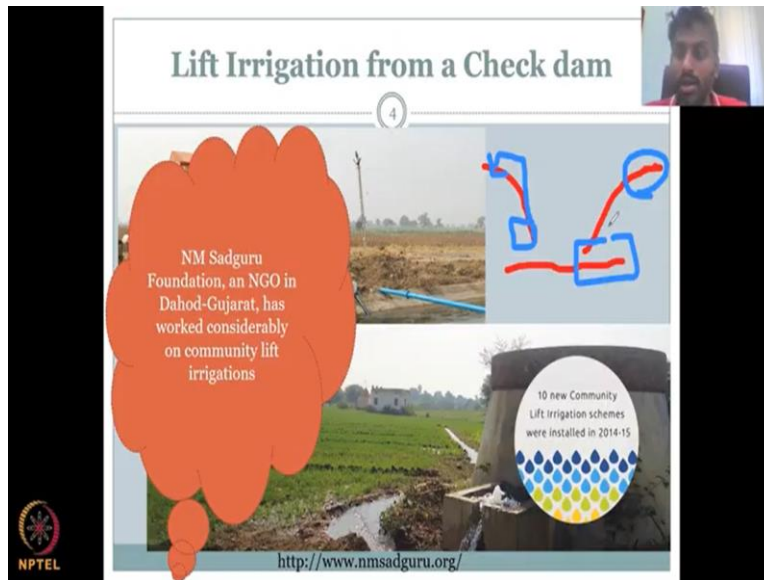 Lift Irrigation from a Check dam
4
NM Sadguru
Foundation, an NGO in
Dahod-Gujarat, has
worked considerably
on community lift
irrigations
10 new Community
Lift Irrigation schemes
were installed in 2014-15
http://www.nmsadguru.org/
NPTEL